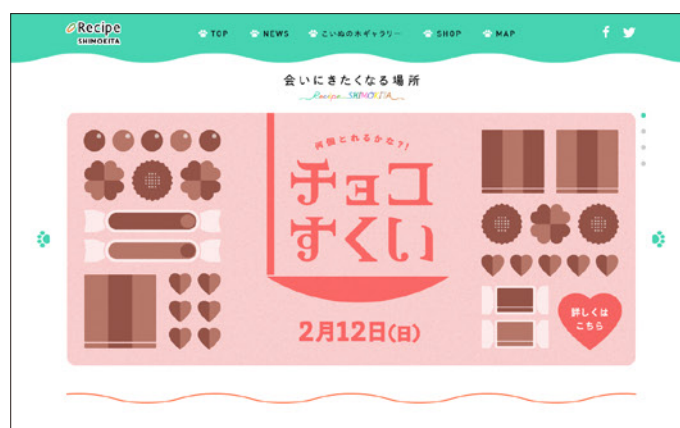 Recipe
SHIMOKITA
TOP
NEWS
こいぬの木ギャラリー
SHOP
MAP
会いにきたくなる場所
Recipe SHIMOKITA
何個とれるかな?!
チョコ
すくい
2月12日(日)
詳しくは
こちら